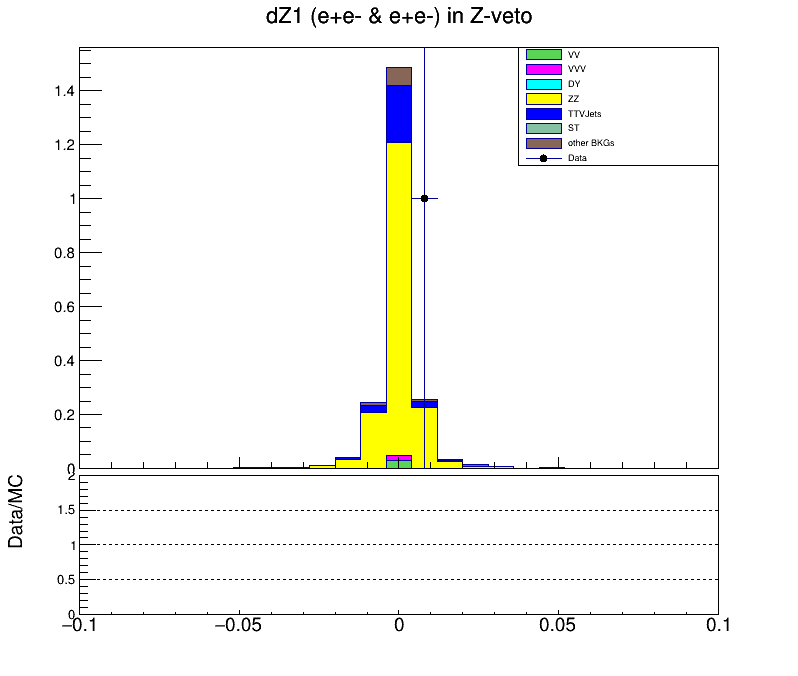 dZ1 (e+e- & e+e-) in Z-veto
VV
VVV
DY
ZZ
TTVJets
ST
other BKGs
Data
1.4
1.2
1
0.8
0.6
0.4
0.2
0
Data/MC
2
1.5
1
0.5
0
−0.1 −0.05 0 0.05 0.1